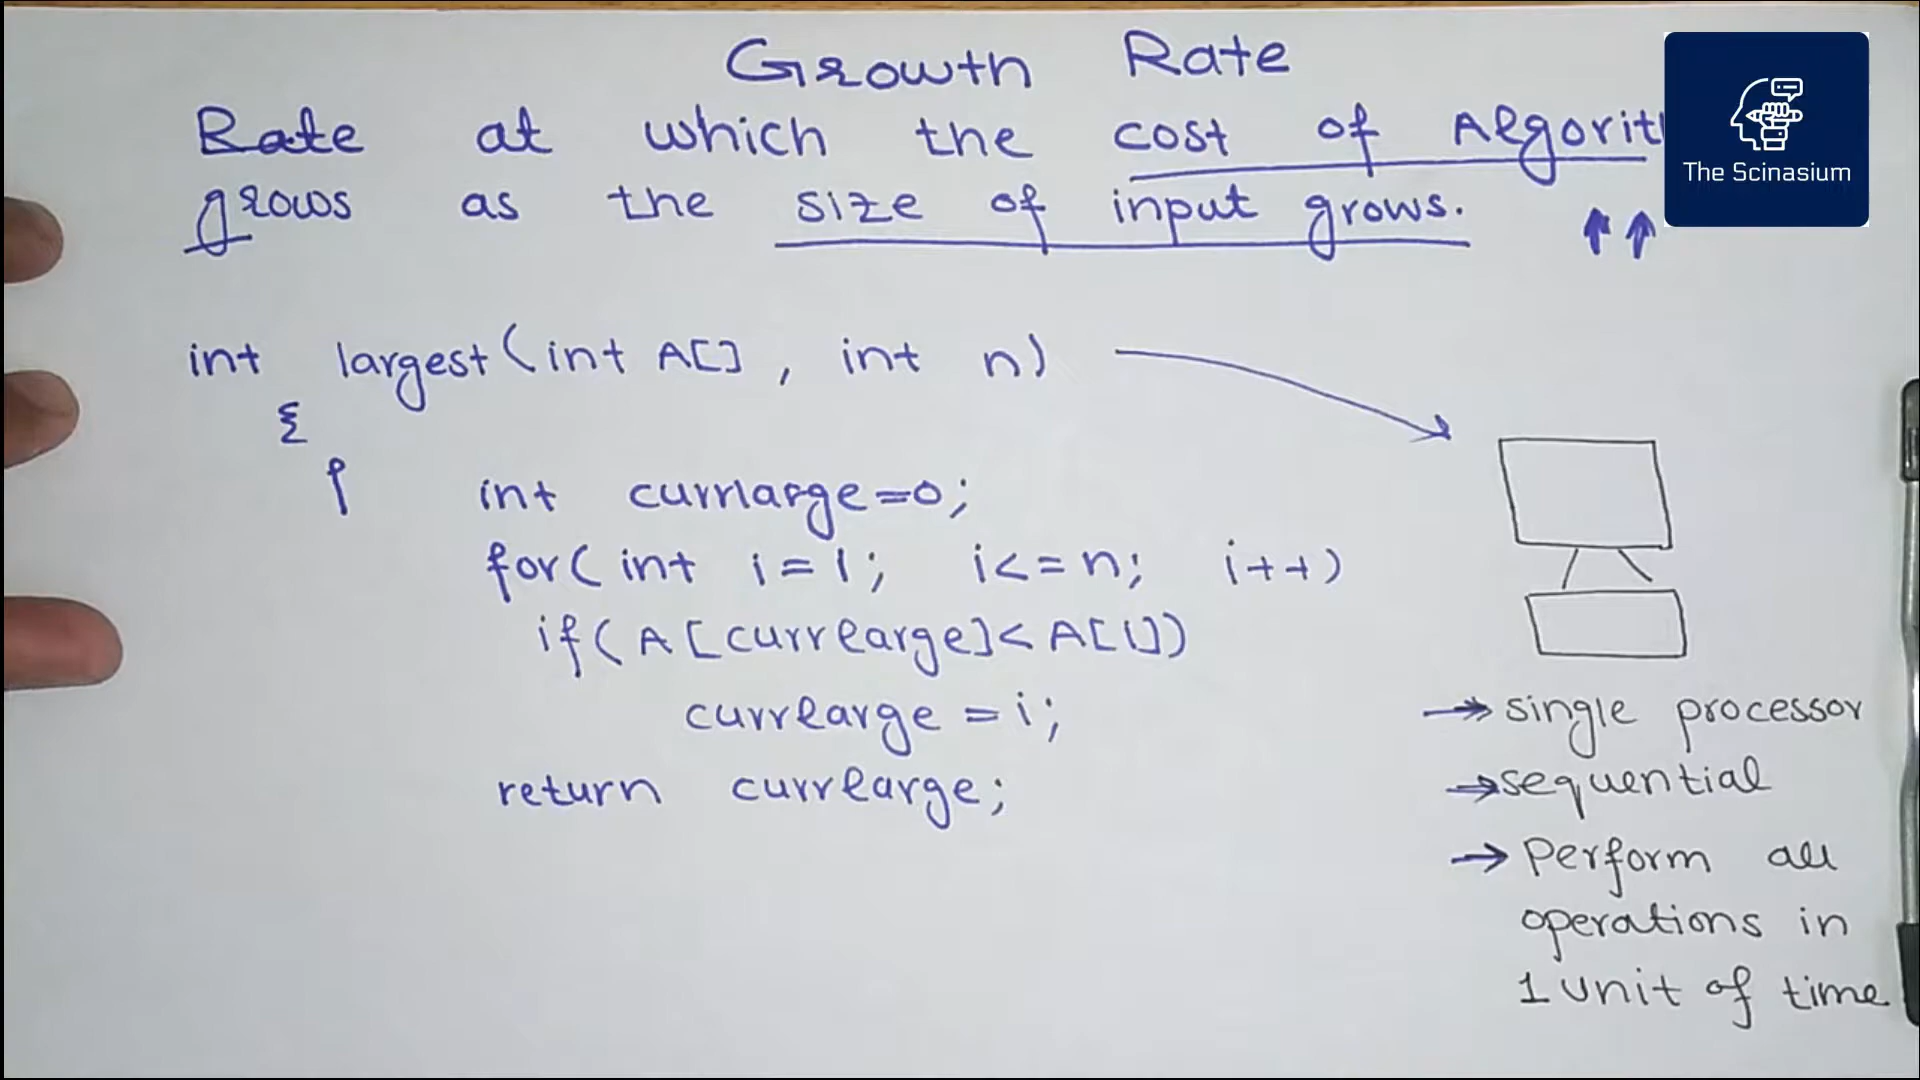 Growth Rate
Rate at which the cost of Algorit
grows as the size of input grows.
The Scinasium
int largest(int A[], int n)
{
int currlarge=0;
for(int i=1; i<=n; i++)
if(A[currlarge]<A[i])
currlarge=i;
return currlarge;
→ single processor
→ sequential
→ Perform all
operations in
1 unit of time